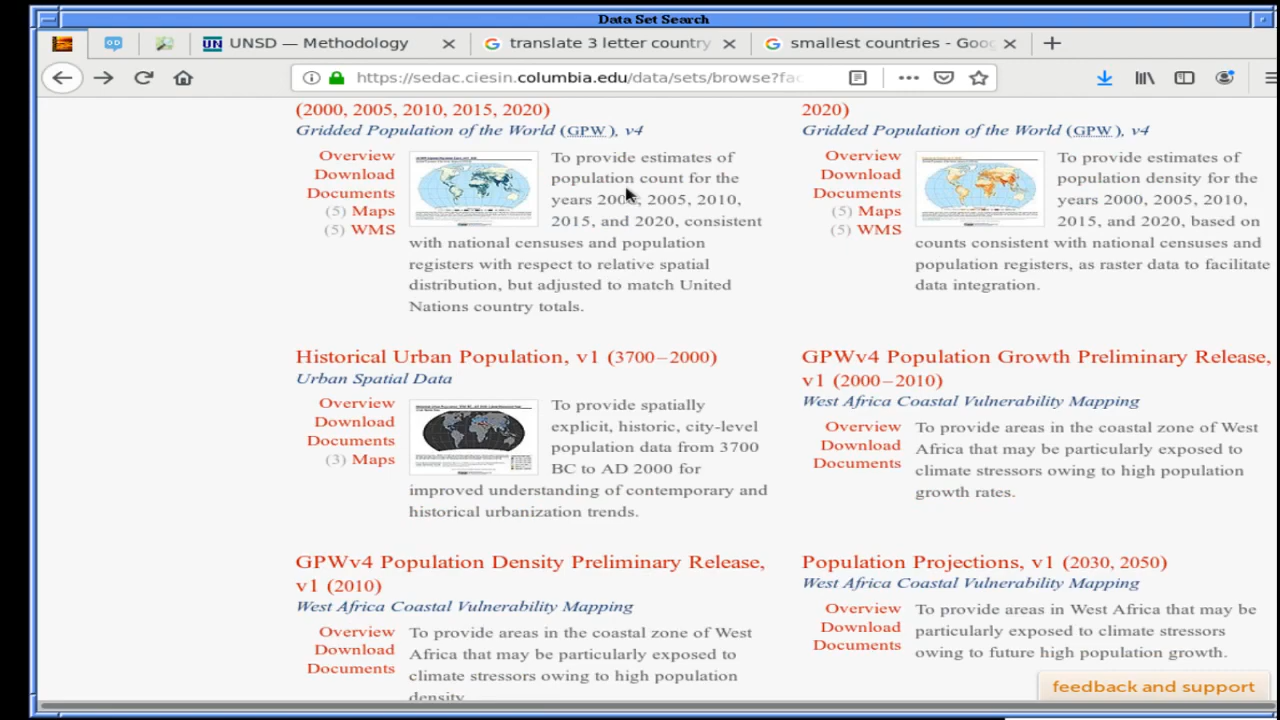 Data Set Search
UNSD — Methodology
translate 3 letter country
smallest countries - Goo
https://sedac.ciesin.columbia.edu/data/sets/browse?fac
(2000, 2005, 2010, 2015, 2020)
Gridded Population of the World (GPW), v4
Overview
Download
Documents
(5) Maps
(5) WMS
To provide estimates of
population count for the
years 2000, 2005, 2010,
2015, and 2020, consistent
with national censuses and population
registers with respect to relative spatial
distribution, but adjusted to match United
Nations country totals.
2020)
Gridded Population of the World (GPW), v4
Overview
Download
Documents
(5) Maps
(5) WMS
To provide estimates of
population density for the
years 2000, 2005, 2010,
2015, and 2020, based on
counts consistent with national censuses and
population registers, as raster data to facilitate
data integration.
Historical Urban Population, v1 (3700–2000)
Urban Spatial Data
Overview
Download
Documents
(3) Maps
To provide spatially
explicit, historic, city-level
population data from 3700
BC to AD 2000 for
improved understanding of contemporary and
historical urbanization trends.
GPWv4 Population Growth Preliminary Release,
v1 (2000–2010)
West Africa Coastal Vulnerability Mapping
Overview
Download
Documents
To provide areas in the coastal zone of West
Africa that may be particularly exposed to
climate stressors owing to high population
growth rates.
GPWv4 Population Density Preliminary Release,
v1 (2010)
West Africa Coastal Vulnerability Mapping
Overview
Download
Documents
To provide areas in the coastal zone of West
Africa that may be particularly exposed to
climate stressors owing to high population
density.
Population Projections, v1 (2030, 2050)
West Africa Coastal Vulnerability Mapping
Overview
Download
Documents
To provide areas in West Africa that may be
particularly exposed to climate stressors
owing to future high population growth.
feedback and support